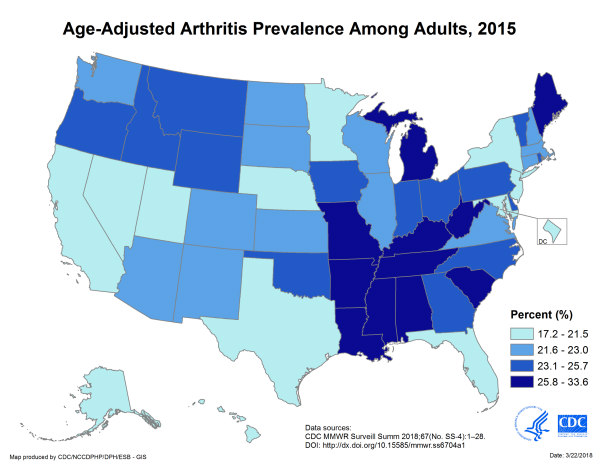 Age-Adjusted Arthritis Prevalence Among Adults, 2015
DC
Percent (%)
17.2 - 21.5
21.6 - 23.0
23.1 - 25.7
25.8 - 33.6
Data sources:
CDC MMWR Surveill Summ 2018;67(No. SS-4):1–28.
DOI: http://dx.doi.org/10.15585/mmwr.ss6704a1
CDC
Map produced by CDC/NCCDPHP/DPH/ESB - GIS
Date: 3/22/2018